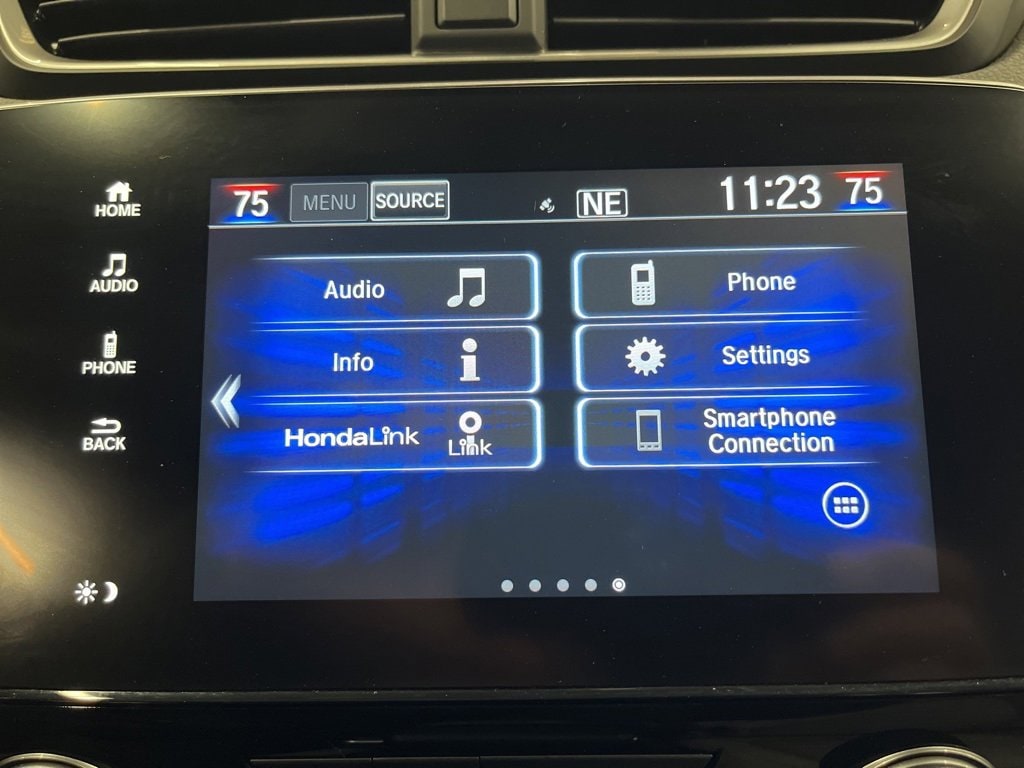 75 MENU SOURCE NE 11:23 75
HOME
AUDIO
PHONE
BACK
Audio
Phone
Info
Settings
HondaLink Link
Smartphone
Connection